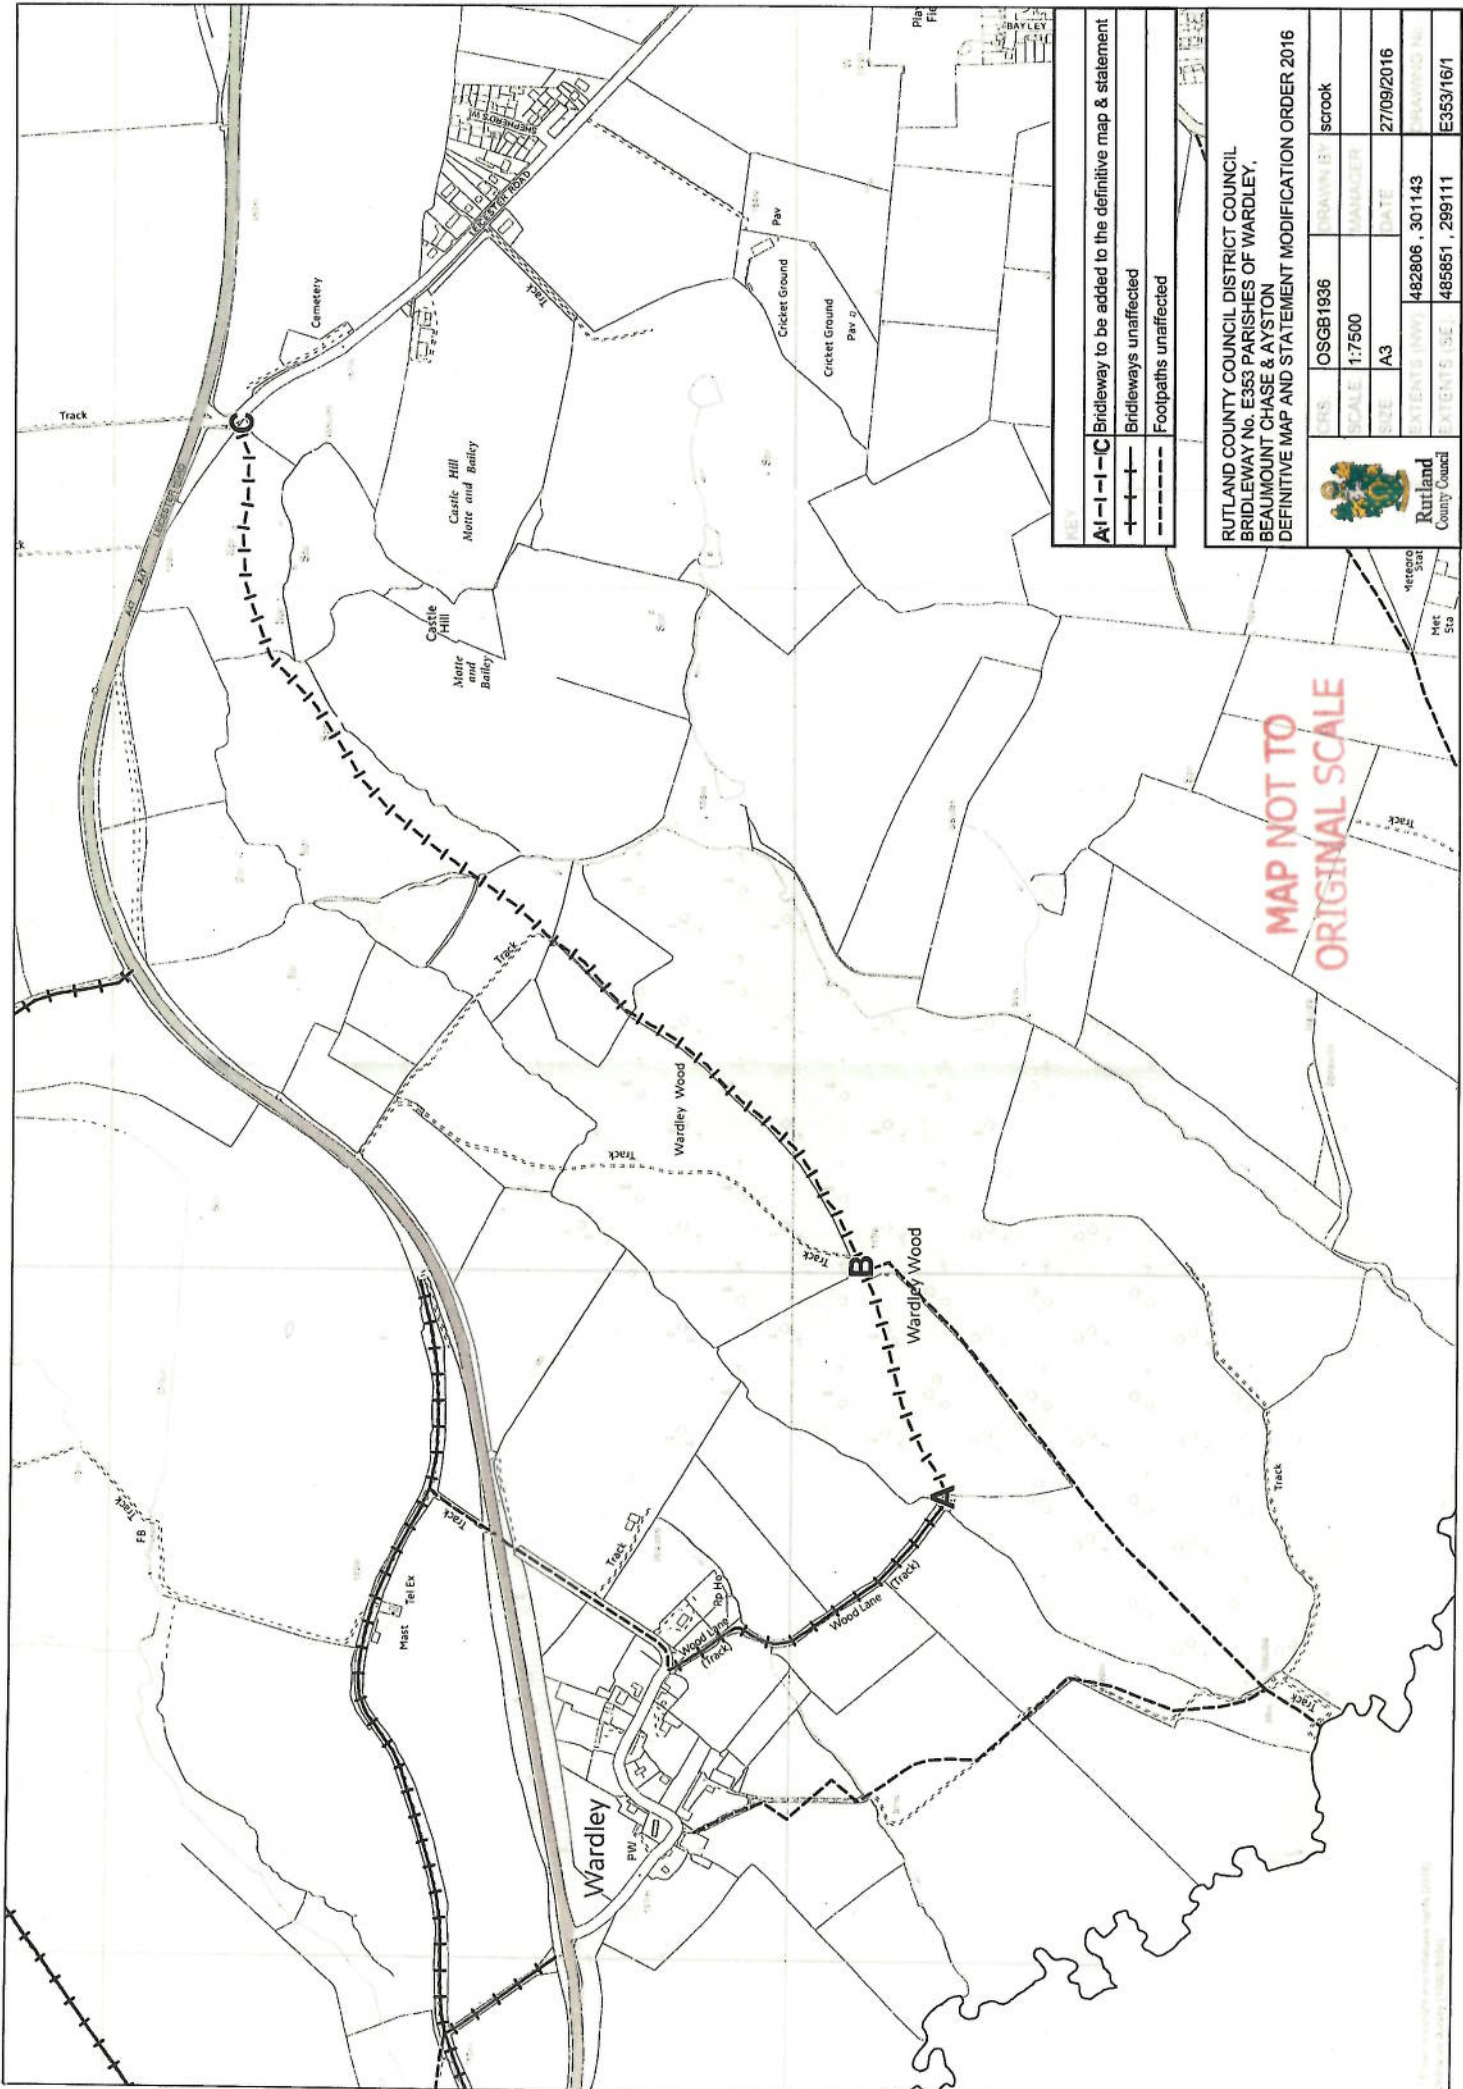 KEY
A I – I – I – I C Bridleway to be added to the definitive map & statement
Bridleways unaffected
Footpaths unaffected
RUTLAND COUNTY COUNCIL DISTRICT COUNCIL
BRIDLEWAY No. E353 PARISHES OF WARDLEY,
BEAUMOUNT CHASE & AYSTON
DEFINITIVE MAP AND STATEMENT MODIFICATION ORDER 2016
Rutland
County Council
CRS. OSGB1936 DRAWN BY scrook
SCALE 1:7500 MANAGER
SIZE A3 DATE 27/09/2016
EXTENTS (NW) 482806 , 301143 DRAWING No.
EXTENTS (SE). 485851 , 299111 E353/16/1
MAP NOT TO
ORIGINAL SCALE
Wardley
PW
Mast
Tel Ex
FB
Track
Track
Track
Rp Ho
Wood Lane
(Track)
Wood Lane
(Track)
A
B
C
Wardley Wood
Wardley Wood
Track
Track
Track
Track
Track
Track
A47
A47
LEICESTER ROAD
Track
Cemetery
Castle Hill
Motte and Bailey
Castle
Hill
Motte
and
Bailey
Track
SHEPHERD'S W
Cricket Ground
Pav
Cricket Ground
Pav
BAYLEY
Track
Met
Sta